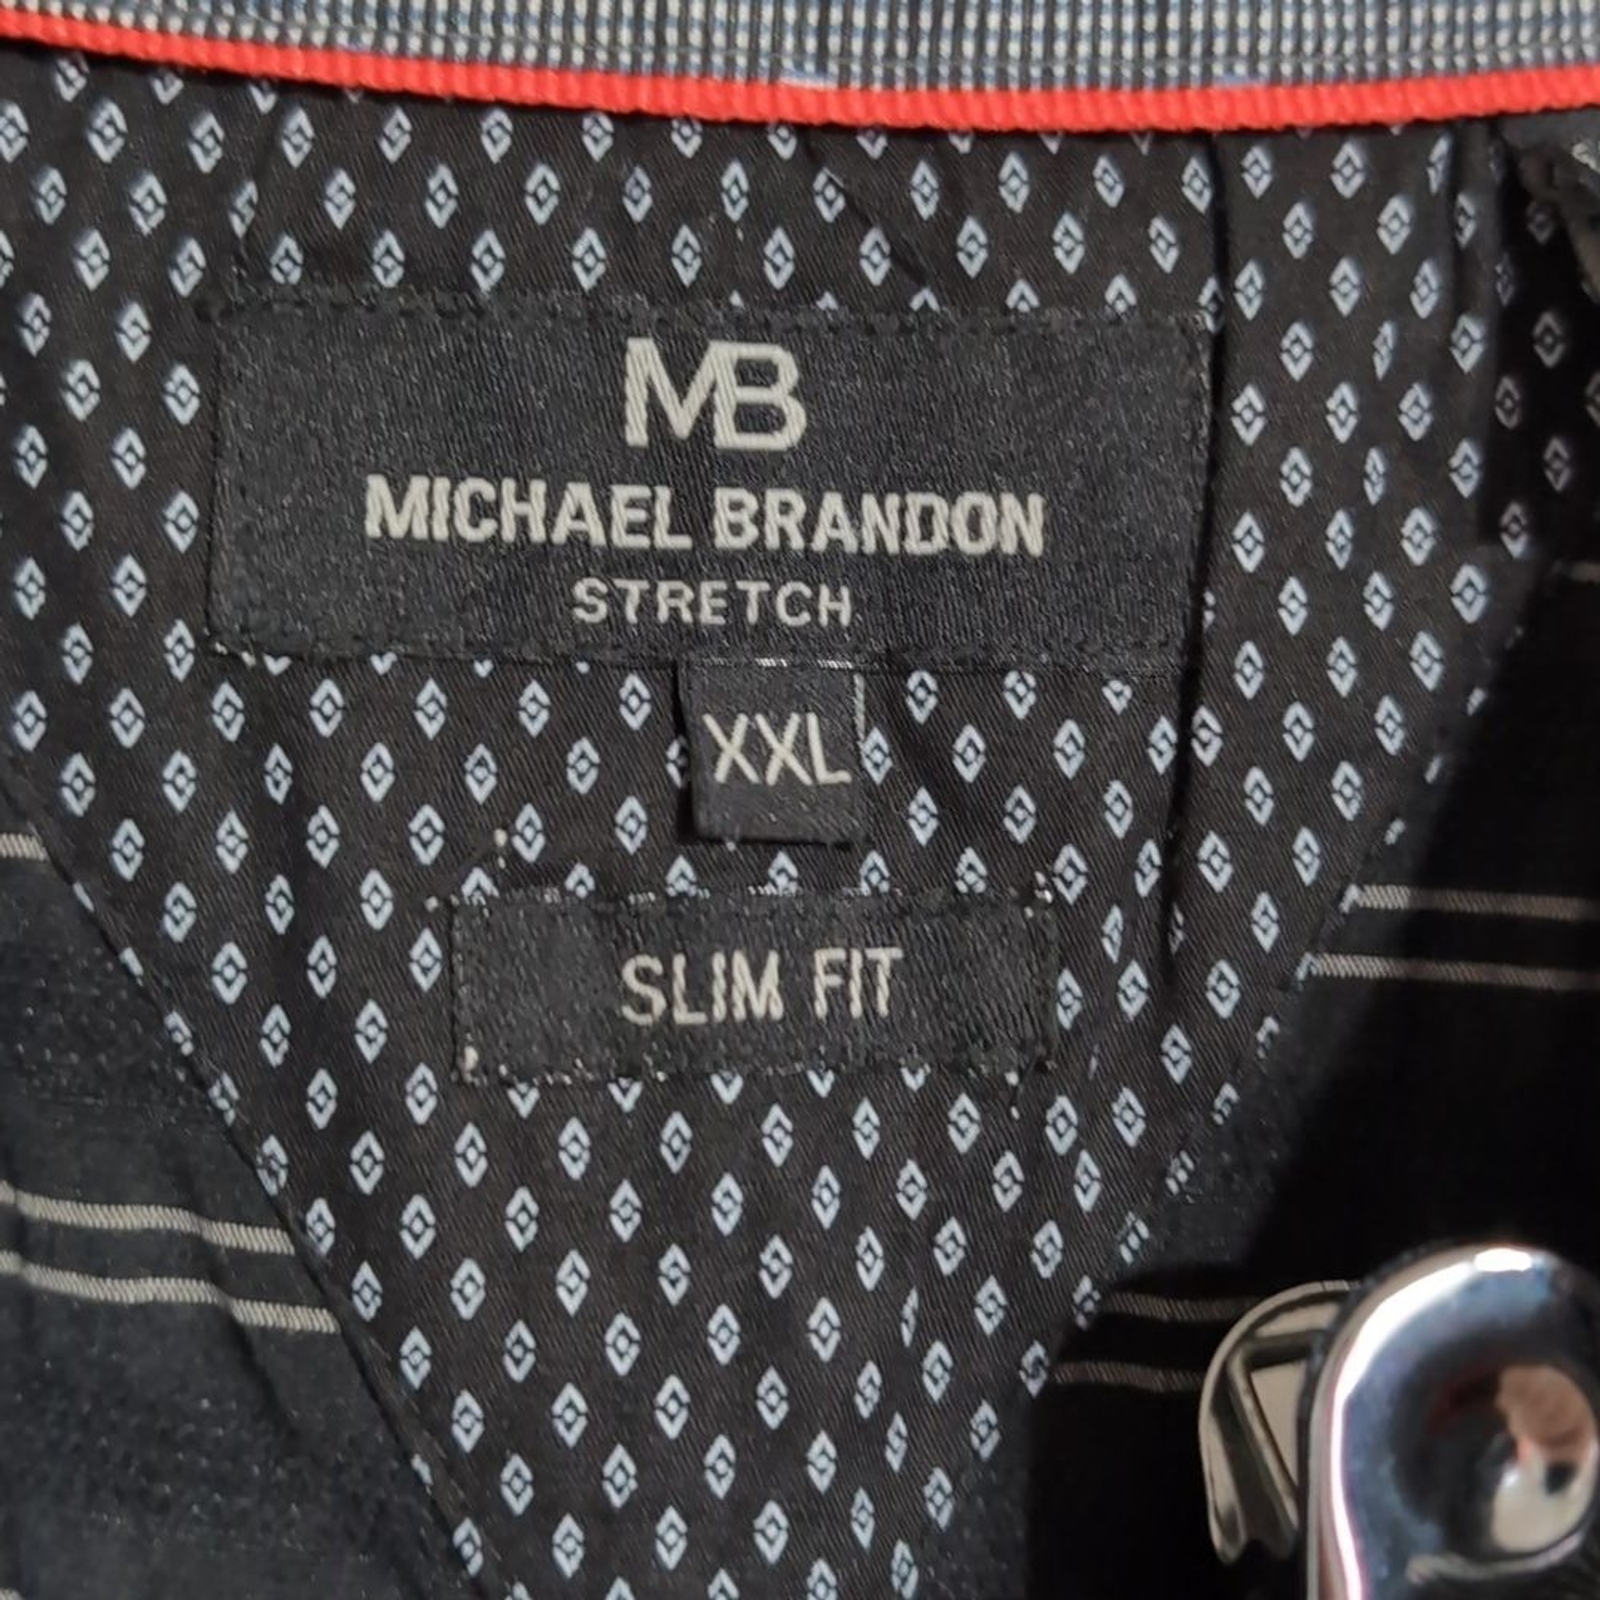 MB
MICHAEL BRANDON
STRETCH
XXL
SLIM FIT